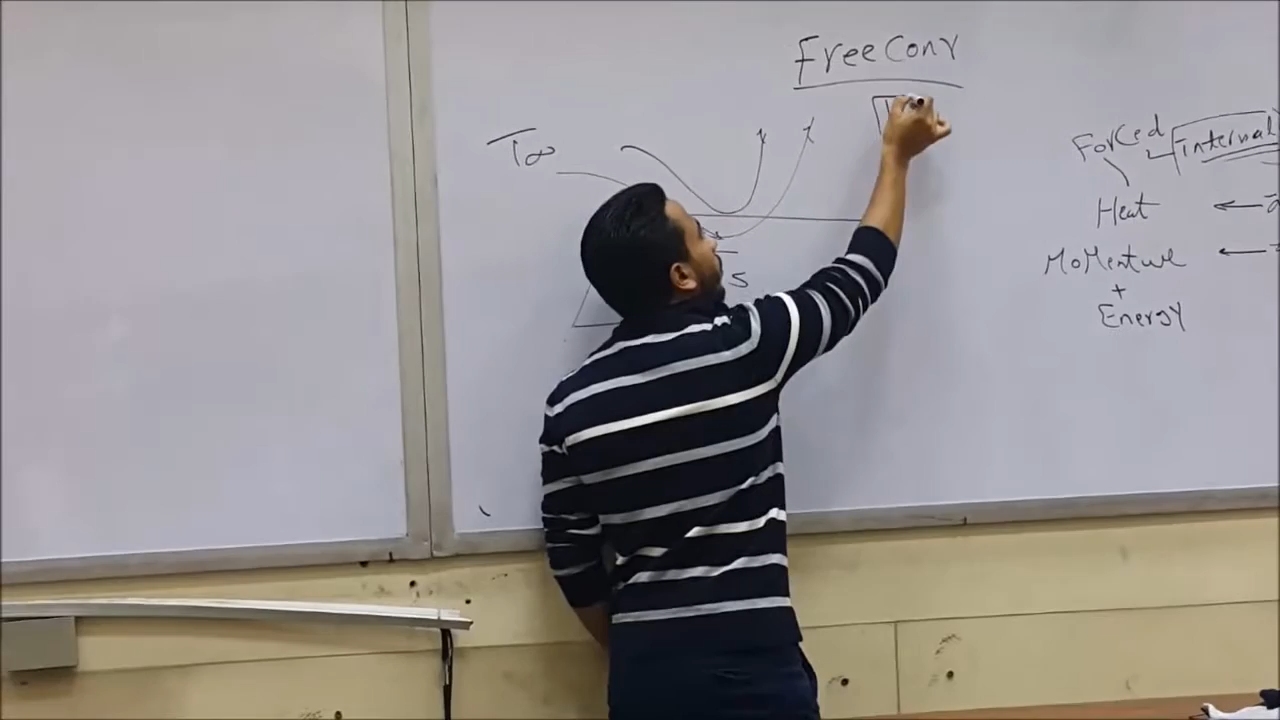 Free Conv
T∞
Forced
Internal
Heat
Momentum
+
Energy
s